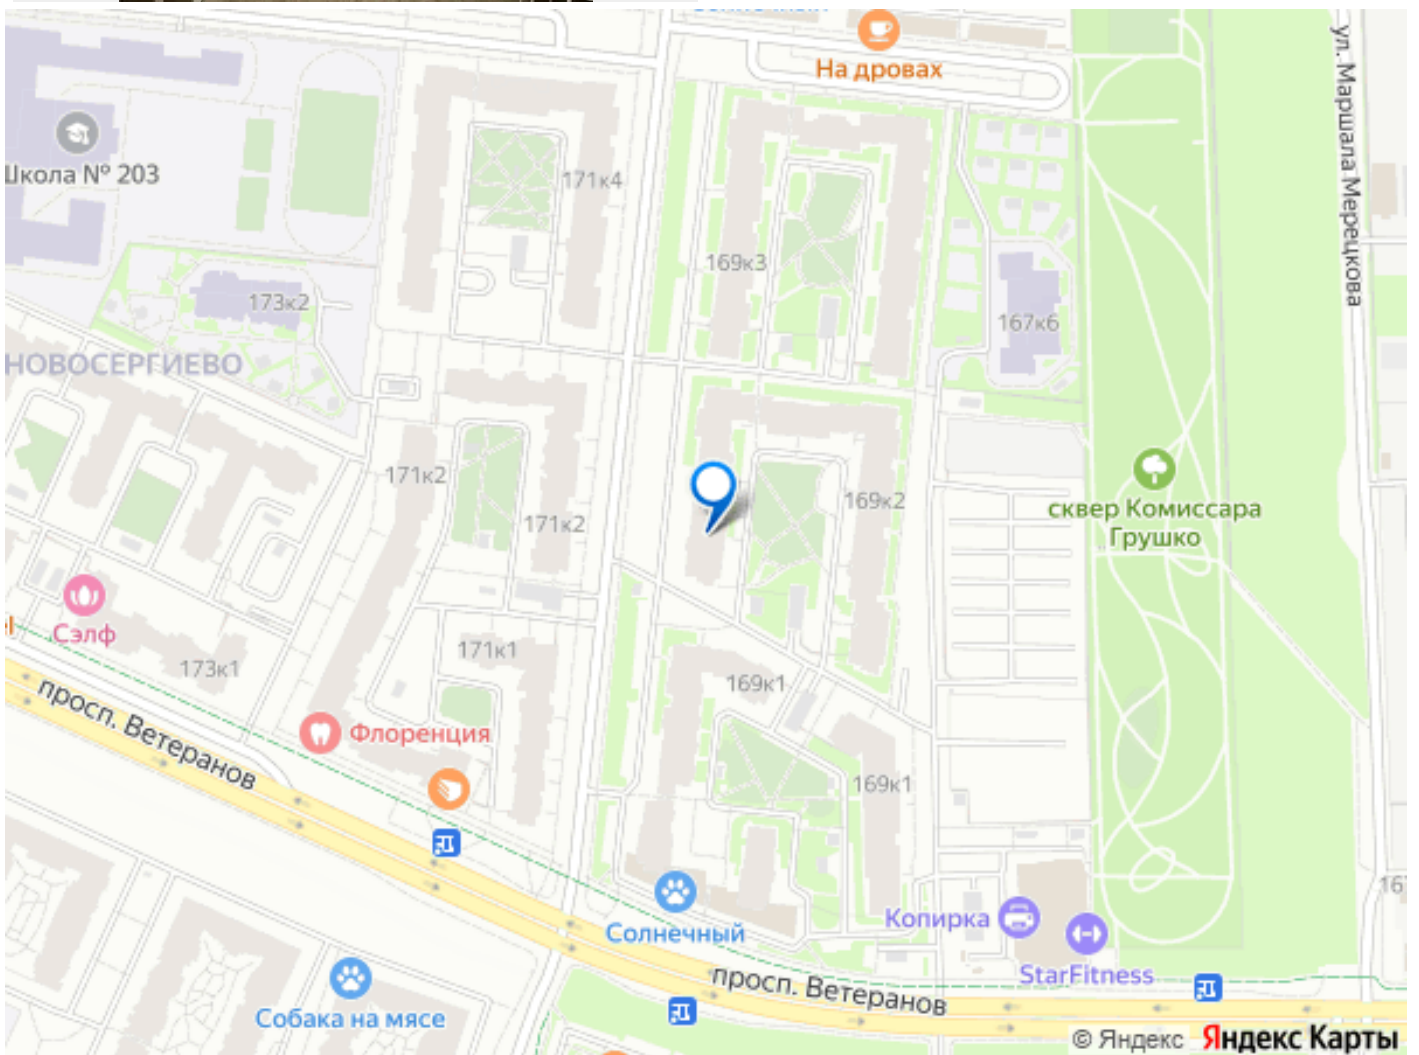 На дровах
ул. Маршала Мерецкова
Школа № 203
171к4
169к3
173к2
167к6
НОВОСЕРГИЕВО
171к2
169к2
сквер Комиссара
Грушко
171к2
Сэлф
173к1
171к1
169к1
просп. Ветеранов
Флоренция
169к1
Копирка
Солнечный
StarFitness
просп. Ветеранов
Собака на мясе
© Яндекс Яндекс Карты